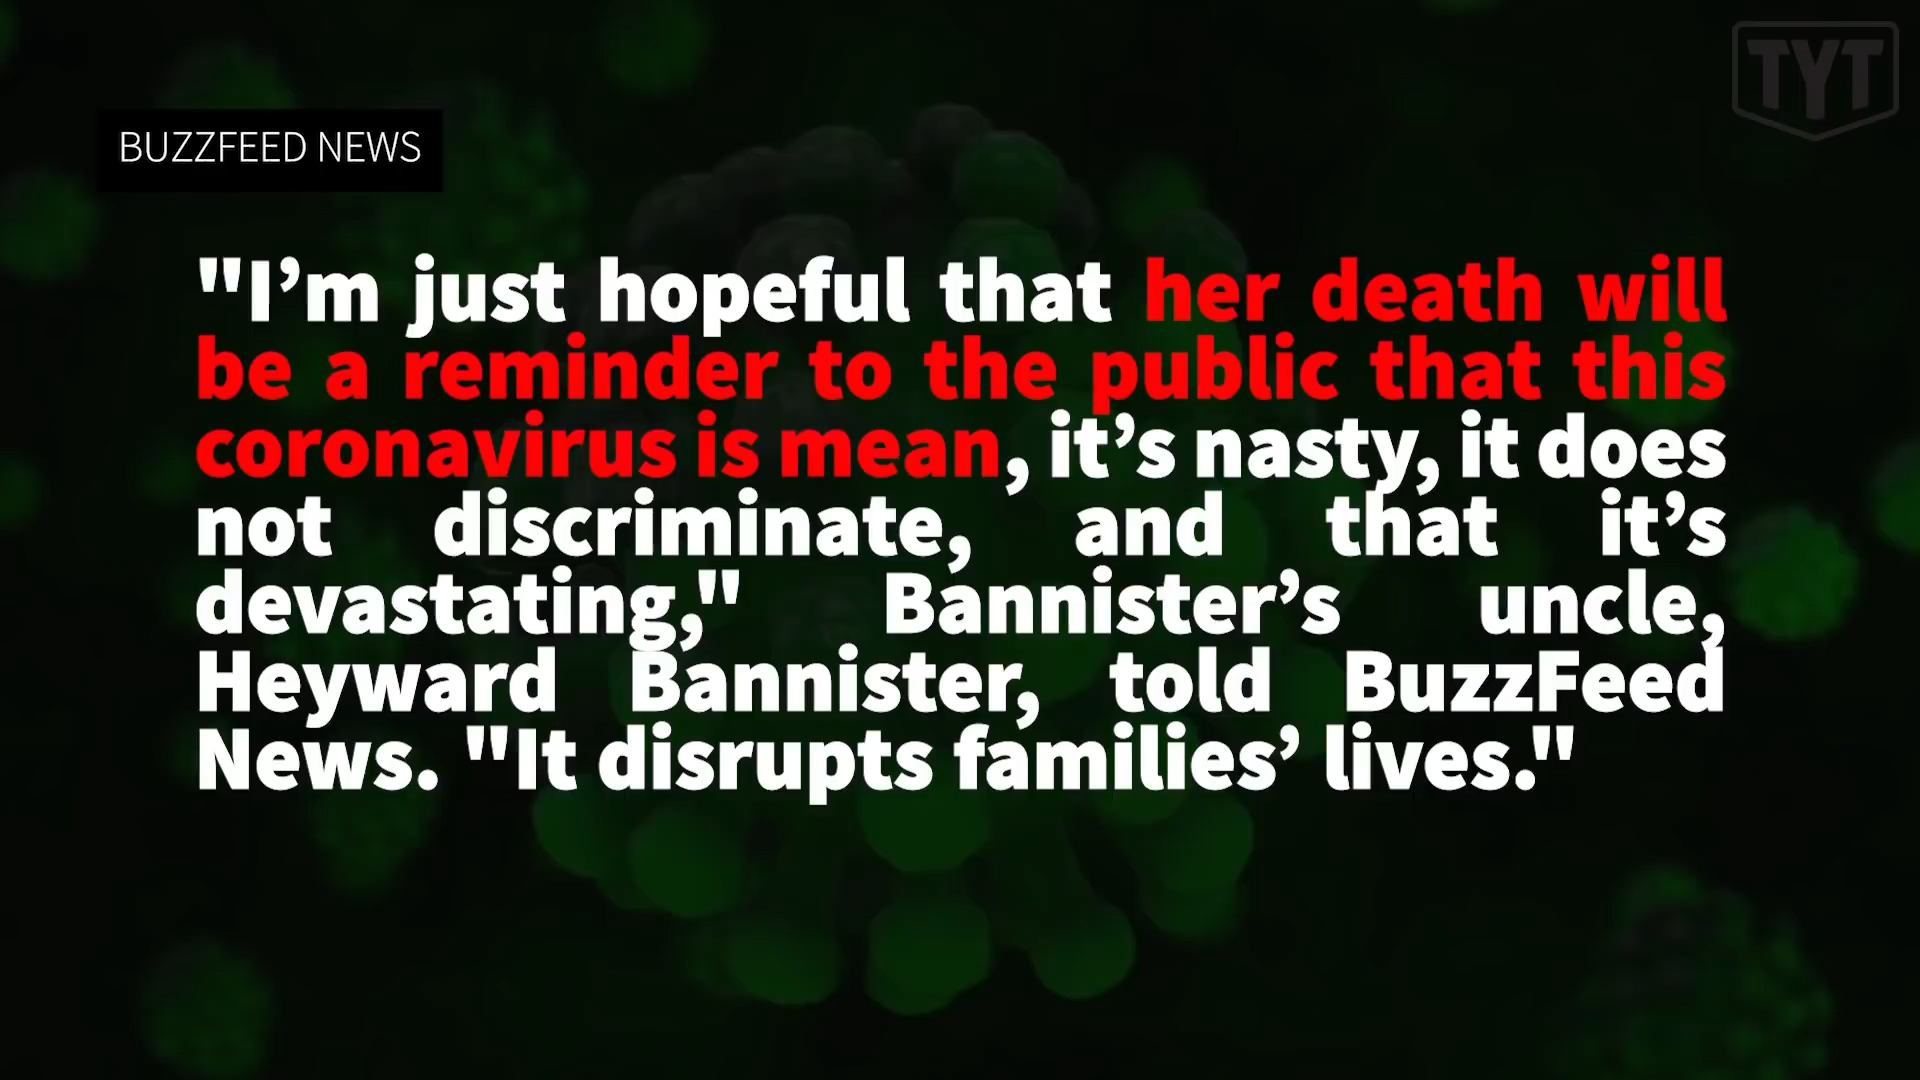 TYT
BUZZFEED NEWS
"I’m just hopeful that her death will
be a reminder to the public that this
coronavirus is mean, it’s nasty, it does
not discriminate, and that it’s
devastating," Bannister’s uncle,
Heyward Bannister, told BuzzFeed
News. "It disrupts families’ lives."